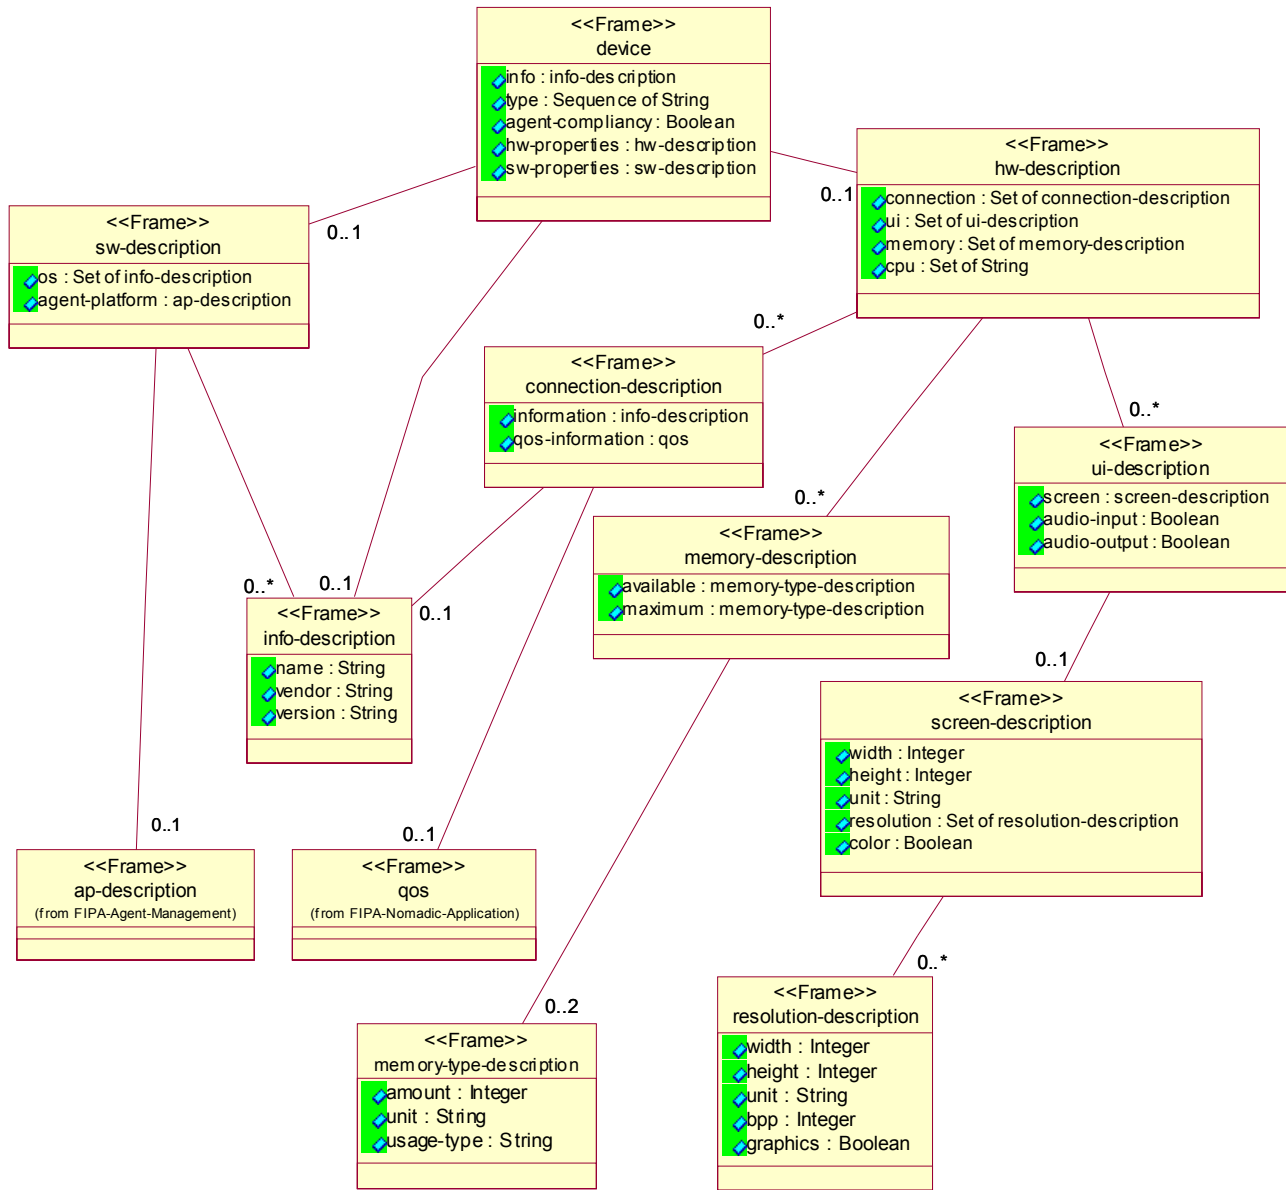 <<Frame>>
device
info : info-description
type : Sequence of String
agent-compliancy : Boolean
hw-properties : hw-description
sw-properties : sw-description
<<Frame>>
hw-description
connection : Set of connection-description
ui : Set of ui-description
memory : Set of memory-description
cpu : Set of String
0..1
<<Frame>>
sw-description
os : Set of info-description
agent-platform : ap-description
0..1
0..*
<<Frame>>
connection-description
information : info-description
qos-information : qos
0..*
<<Frame>>
ui-description
screen : screen-description
audio-input : Boolean
audio-output : Boolean
0..*
<<Frame>>
memory-description
available : memory-type-description
maximum : memory-type-description
0..*
0..1
0..1
<<Frame>>
info-description
name : String
vendor : String
version : String
0..1
<<Frame>>
screen-description
width : Integer
height : Integer
unit : String
resolution : Set of resolution-description
color : Boolean
0..1
<<Frame>>
ap-description
(from FIPA-Agent-Management)
0..1
<<Frame>>
qos
(from FIPA-Nomadic-Application)
0..*
<<Frame>>
resolution-description
width : Integer
height : Integer
unit : String
bpp : Integer
graphics : Boolean
0..2
<<Frame>>
memory-type-description
amount : Integer
unit : String
usage-type : String